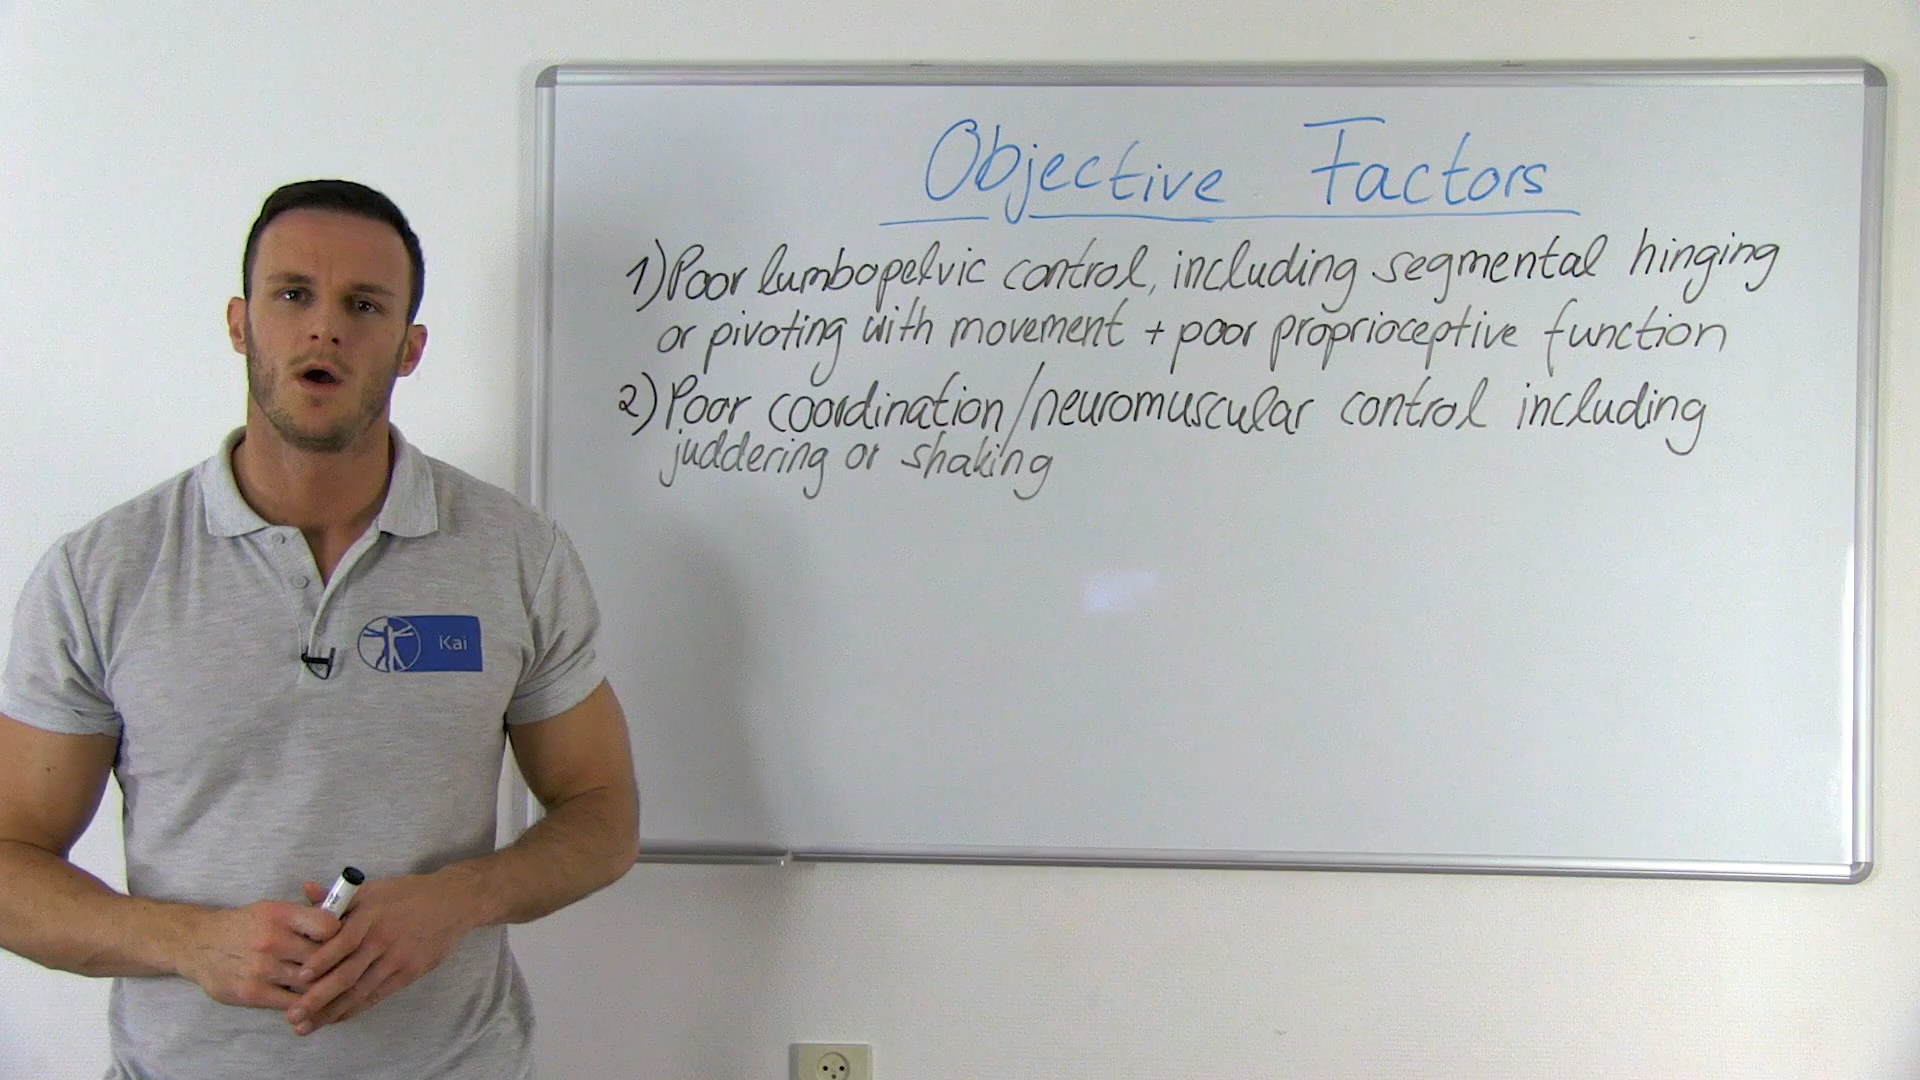 Objective Factors
1) Poor lumbopelvic control, including segmental hinging
or pivoting with movement + poor proprioceptive function
2) Poor coordination/neuromuscular control including
juddering or shaking
Kai